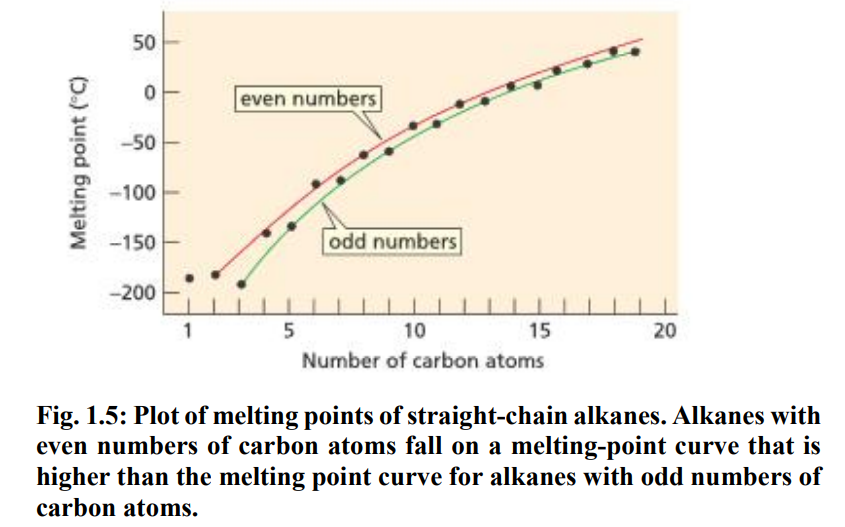 50
0
−50
−100
−150
−200
Melting point (°C)
even numbers
odd numbers
1 5 10 15 20
Number of carbon atoms
Fig. 1.5: Plot of melting points of straight-chain alkanes. Alkanes with
even numbers of carbon atoms fall on a melting-point curve that is
higher than the melting point curve for alkanes with odd numbers of
carbon atoms.